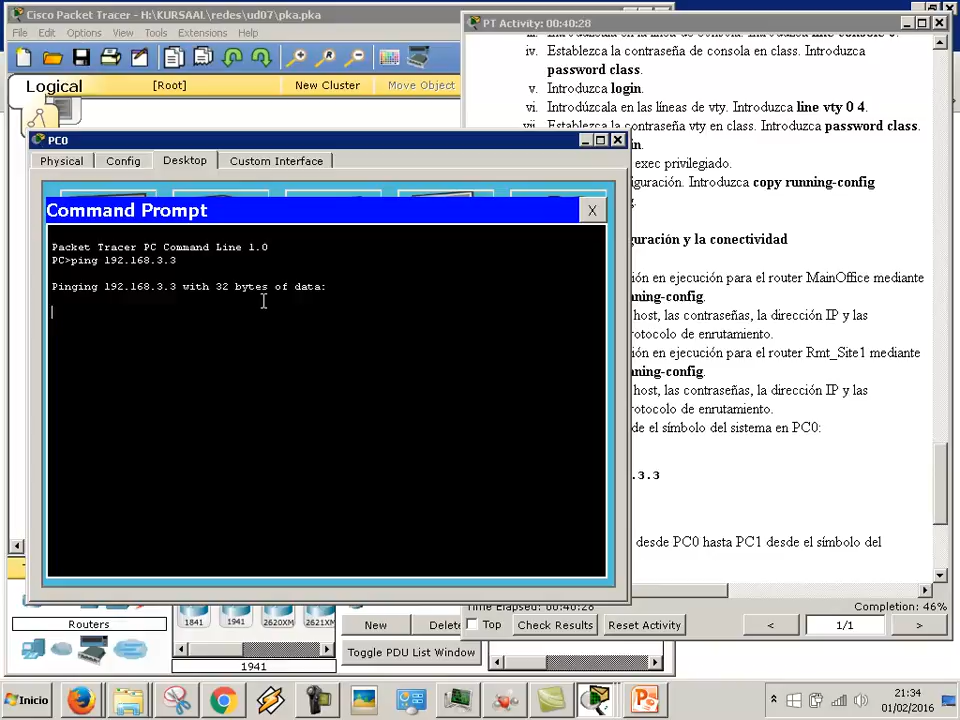 Cisco Packet Tracer - H:\KURSAAL\redes\ud07\pka.pka
File Edit Options View Tools Extensions Help
Logical
[Root]
New Cluster
Move Object
PT Activity: 00:40:28
iv. Establezca la contraseña de consola en class. Introduzca
password class.
v. Introduzca login.
vi. Introdúzcala en las líneas de vty. Introduzca line vty 0 4.
vii. Establezca la contraseña vty en class. Introduzca password class.
exec privilegiado.
Introduzca copy running-config
PC0
Physical
Config
Desktop
Custom Interface
Command Prompt
X
Packet Tracer PC Command Line 1.0
PC>ping 192.168.3.3
Pinging 192.168.3.3 with 32 bytes of data:
y la conectividad
en ejecución para el router MainOffice mediante
host, las contraseñas, la dirección IP y las
rotocolo de enrutamiento.
ión en ejecución para el router Rmt_Site1 mediante
host, las contraseñas, la dirección IP y las
rotocolo de enrutamiento.
de el símbolo del sistema en PC0:
.3.3
desde PC0 hasta PC1 desde el símbolo del
Time Elapsed: 00:40:28
Completion: 46%
Top
Check Results
Reset Activity
<
1/1
>
Routers
1841
1941
2620XM
2621XM
1941
New
Delete
Toggle PDU List Window
Inicio
21:34
01/02/2016